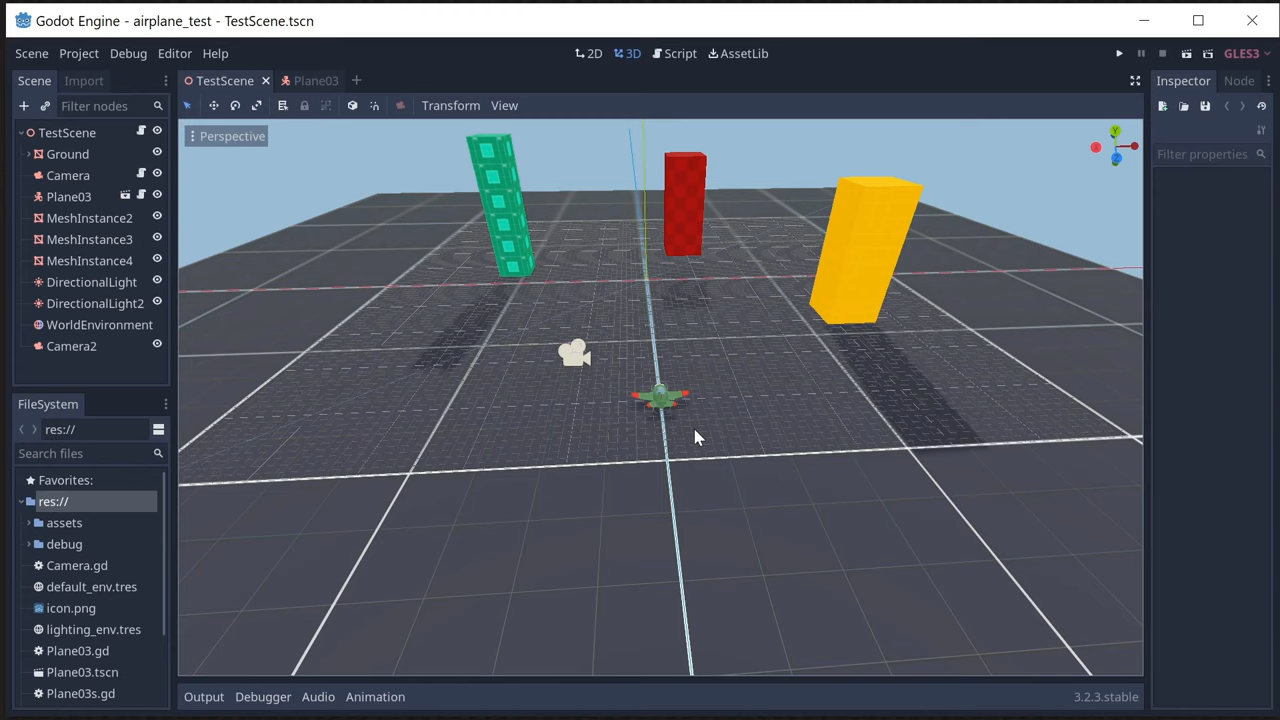 Godot Engine - airplane_test - TestScene.tscn
Scene Project Debug Editor Help 2D 3D Script AssetLib GLES3
Scene Import TestScene Plane03 Inspector Node
Filter nodes Transform View
TestScene Perspective Y X Z Filter properties
Ground
Camera
Plane03
MeshInstance2
MeshInstance3
MeshInstance4
DirectionalLight
DirectionalLight2
WorldEnvironment
Camera2
FileSystem
res://
Search files
Favorites:
res://
assets
debug
Camera.gd
default_env.tres
icon.png
lighting_env.tres
Plane03.gd
Plane03.tscn
Plane03s.gd
Output Debugger Audio Animation 3.2.3.stable